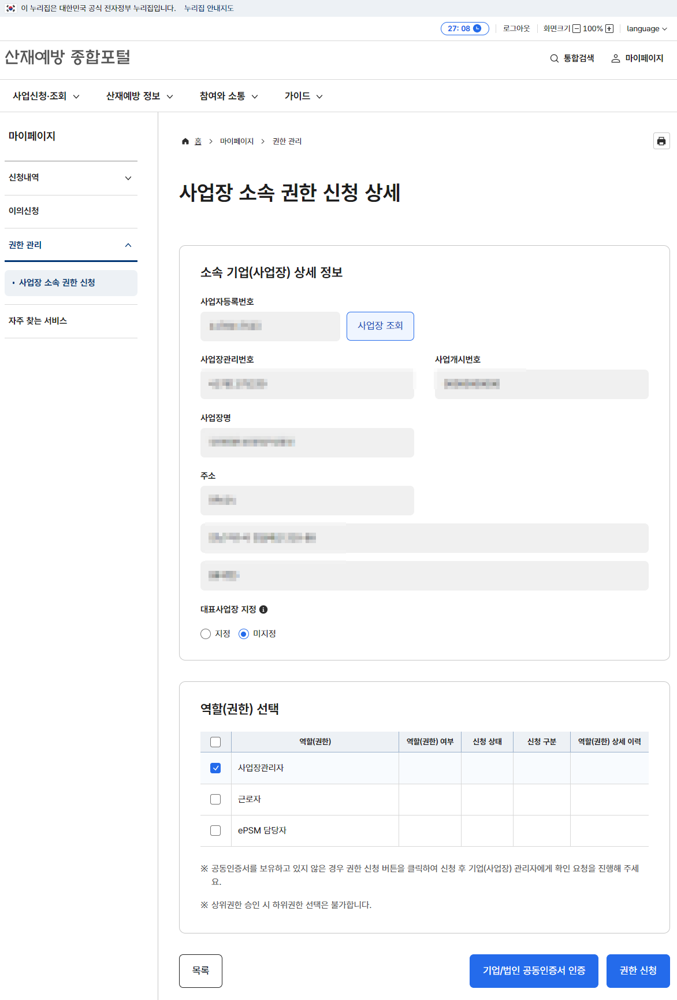 이 누리집은 대한민국 공식 전자정부 누리집입니다. 누리집 안내지도
27: 08 로그아웃 화면크기 100% language
산재예방 종합포털
통합검색 마이페이지
사업신청·조회 산재예방 정보 참여와 소통 가이드
마이페이지
신청내역
이의신청
권한 관리
• 사업장 소속 권한 신청
자주 찾는 서비스
홈 > 마이페이지 > 권한 관리
사업장 소속 권한 신청 상세
소속 기업(사업장) 상세 정보
사업자등록번호
사업장 조회
사업장관리번호 사업개시번호
사업장명
주소
대표사업장 지정
지정 미지정
역할(권한) 선택
역할(권한) 역할(권한) 여부 신청 상태 신청 구분 역할(권한) 상세 이력
사업장관리자
근로자
ePSM 담당자
※ 공동인증서를 보유하고 있지 않은 경우 권한 신청 버튼을 클릭하여 신청 후 기업(사업장) 관리자에게 확인 요청을 진행해 주세
요.
※ 상위권한 승인 시 하위권한 선택은 불가합니다.
목록 기업/법인 공동인증서 인증 권한 신청